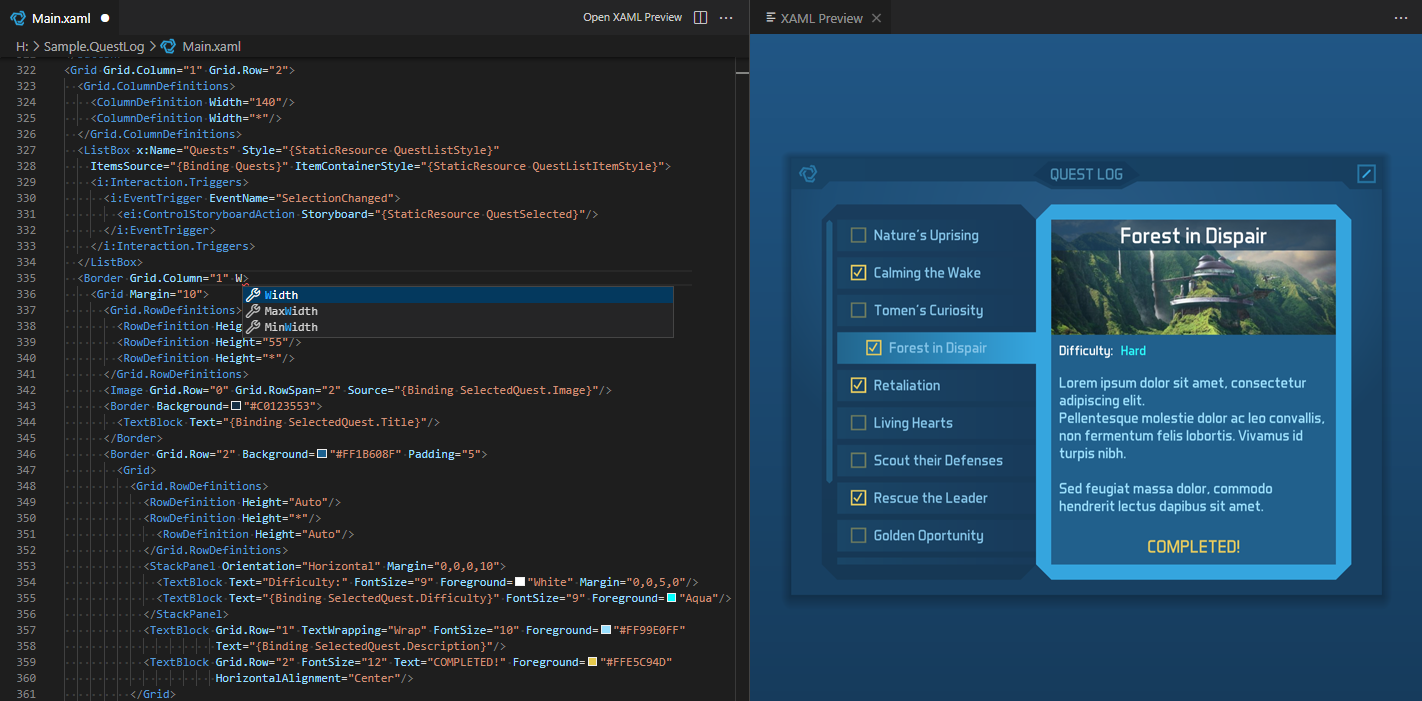 Main.xaml
Open XAML Preview
H: Sample.QuestLog Main.xaml
322 <Grid Grid.Column="1" Grid.Row="2">
323 <Grid.ColumnDefinitions>
324 <ColumnDefinition Width="140"/>
325 <ColumnDefinition Width="*"/>
326 </Grid.ColumnDefinitions>
327 <ListBox x:Name="Quests" Style="{StaticResource QuestListStyle}"
328 ItemsSource="{Binding Quests}" ItemContainerStyle="{StaticResource QuestListItemStyle}">
329 <i:Interaction.Triggers>
330 <i:EventTrigger EventName="SelectionChanged">
331 <ei:ControlStoryboardAction Storyboard="{StaticResource QuestSelected}"/>
332 </i:EventTrigger>
333 </i:Interaction.Triggers>
334 </ListBox>
335 <Border Grid.Column="1" W>
336 <Grid Margin="10">
337 <Grid.RowDefinitions>
338 <RowDefinition Heig
339 <RowDefinition Height="55"/>
340 <RowDefinition Height="*"/>
341 </Grid.RowDefinitions>
342 <Image Grid.Row="0" Grid.RowSpan="2" Source="{Binding SelectedQuest.Image}"/>
343 <Border Background="#C0123553">
344 <TextBlock Text="{Binding SelectedQuest.Title}"/>
345 </Border>
346 <Border Grid.Row="2" Background="#FF1B608F" Padding="5">
347 <Grid>
348 <Grid.RowDefinitions>
349 <RowDefinition Height="Auto"/>
350 <RowDefinition Height="*"/>
351 <RowDefinition Height="Auto"/>
352 </Grid.RowDefinitions>
353 <StackPanel Orientation="Horizontal" Margin="0,0,0,10">
354 <TextBlock Text="Difficulty:" FontSize="9" Foreground="White" Margin="0,0,5,0"/>
355 <TextBlock Text="{Binding SelectedQuest.Difficulty}" FontSize="9" Foreground="Aqua"/>
356 </StackPanel>
357 <TextBlock Grid.Row="1" TextWrapping="Wrap" FontSize="10" Foreground="#FF99E0FF"
358 Text="{Binding SelectedQuest.Description}"/>
359 <TextBlock Grid.Row="2" FontSize="12" Text="COMPLETED!" Foreground="#FFE5C94D"
360 HorizontalAlignment="Center"/>
361 </Grid>
Width
MaxWidth
MinWidth
XAML Preview
QUEST LOG
Nature's Uprising
Calming the Wake
Tomen's Curiosity
Forest in Dispair
Retaliation
Living Hearts
Scout their Defenses
Rescue the Leader
Golden Oportunity
Forest in Dispair
Difficulty: Hard
Lorem ipsum dolor sit amet, consectetur
adipiscing elit.
Pellentesque molestie dolor ac leo convallis,
non fermentum felis lobortis. Vivamus id
turpis nibh.
Sed feugiat massa dolor, commodo
hendrerit lectus dapibus sit amet.
COMPLETED!